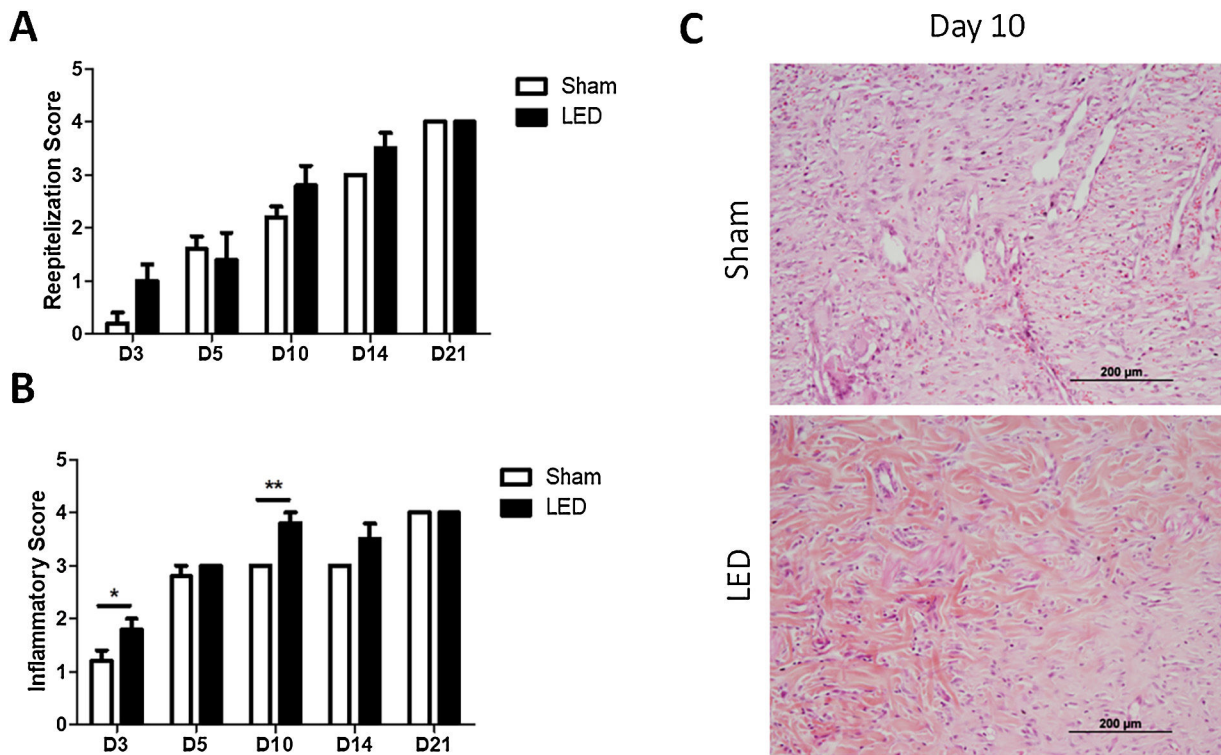 A
Reepitelization Score
5
4
3
2
1
0
D3 D5 D10 D14 D21
Sham
LED
B
Inflammatory Score
5
4
3
2
1
0
*
**
D3 D5 D10 D14 D21
Sham
LED
C
Day 10
Sham
200 µm
LED
200 µm